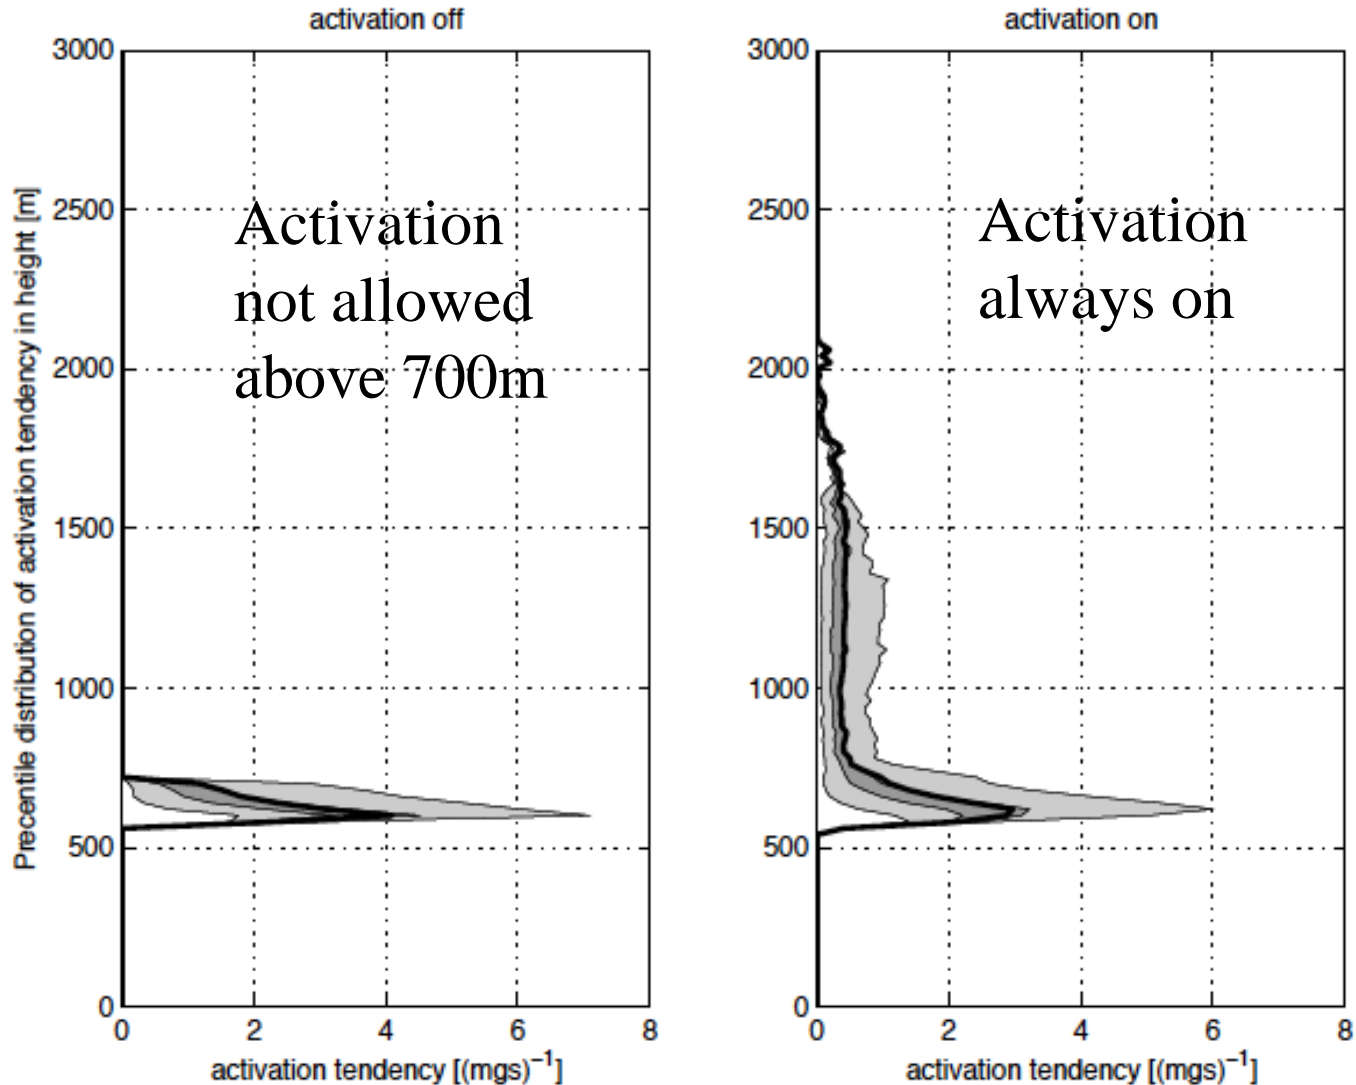 activation off
3000
2500
2000
1500
1000
500
0
0 2 4 6 8
Precentile distribution of activation tendency in height [m]
activation tendency [(mgs)⁻¹]
Activation
not allowed
above 700m
activation on
3000
2500
2000
1500
1000
500
0
0 2 4 6 8
activation tendency [(mgs)⁻¹]
Activation
always on